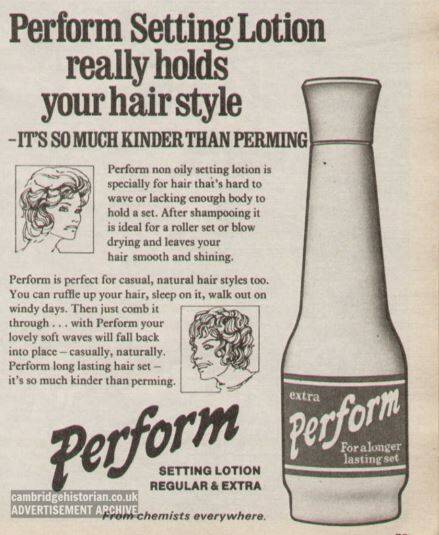 Perform Setting Lotion
really holds
your hair style
-IT'S SO MUCH KINDER THAN PERMING
Perform non oily setting lotion is
specially for hair that's hard to
wave or lacking enough body to
hold a set. After shampooing it
is ideal for a roller set or blow
drying and leaves your
hair smooth and shining.
Perform is perfect for casual, natural hair styles too.
You can ruffle up your hair, sleep on it, walk out on
windy days. Then just comb it
through . . . with Perform your
lovely soft waves will fall back
into place – casually, naturally.
Perform long lasting hair set –
it's so much kinder than perming.
Perform
SETTING LOTION
REGULAR & EXTRA
From chemists everywhere.
extra
Perform
For a longer
lasting set
cambridgehistorian.co.uk
ADVERTISEMENT ARCHIVE